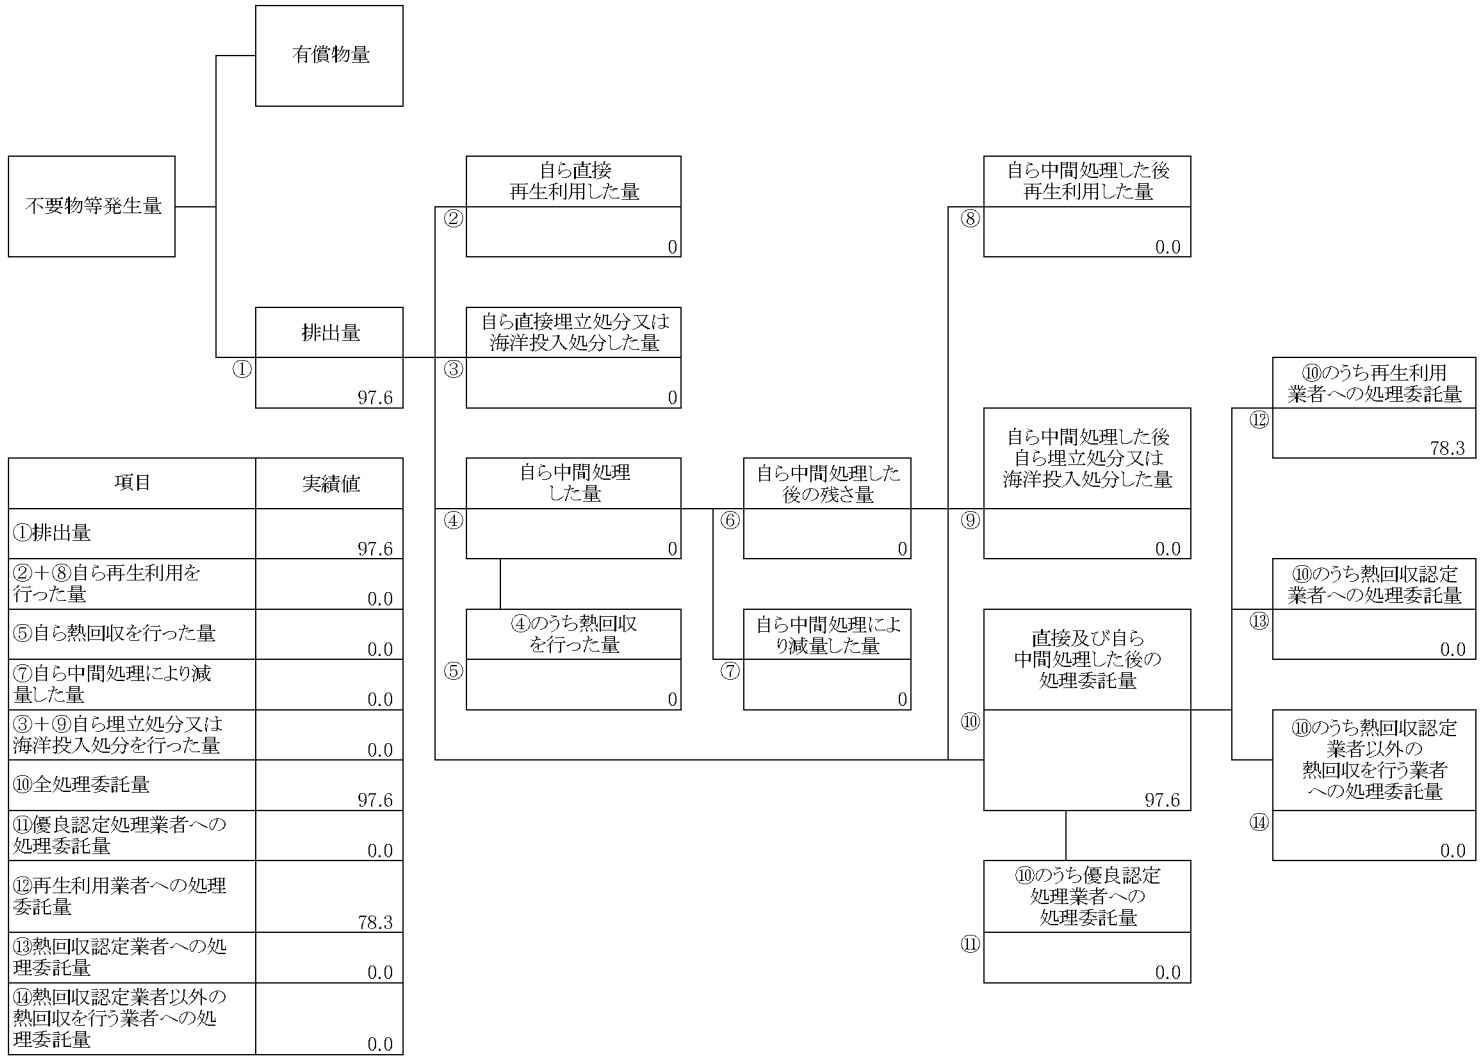 有償物量
不要物等発生量
自ら直接
再生利用した量
②
0
自ら中間処理した後
再生利用した量
⑧
0.0
排出量
①
97.6
自ら直接埋立処分又は
海洋投入処分した量
③
0
⑩のうち再生利用
業者への処理委託量
⑫
78.3
自ら中間処理
した量
④
0
自ら中間処理した
後の残さ量
⑥
0
自ら中間処理した後
自ら埋立処分又は
海洋投入処分した量
⑨
0.0
④のうち熱回収
を行った量
⑤
0
自ら中間処理によ
り減量した量
⑦
0
直接及び自ら
中間処理した後の
処理委託量
⑩
97.6
⑩のうち熱回収認定
業者への処理委託量
⑬
0.0
⑩のうち熱回収認定
業者以外の
熱回収を行う業者
への処理委託量
⑭
0.0
⑩のうち優良認定
処理業者への
処理委託量
⑪
0.0
項目
実績値
①排出量
97.6
②+⑧自ら再生利用を
行った量
0.0
⑤自ら熱回収を行った量
0.0
⑦自ら中間処理により減
量した量
0.0
③+⑨自ら埋立処分又は
海洋投入処分を行った量
0.0
⑩全処理委託量
97.6
⑪優良認定処理業者への
処理委託量
0.0
⑫再生利用業者への処理
委託量
78.3
⑬熱回収認定業者への処
理委託量
0.0
⑭熱回収認定業者以外の
熱回収を行う業者への処
理委託量
0.0